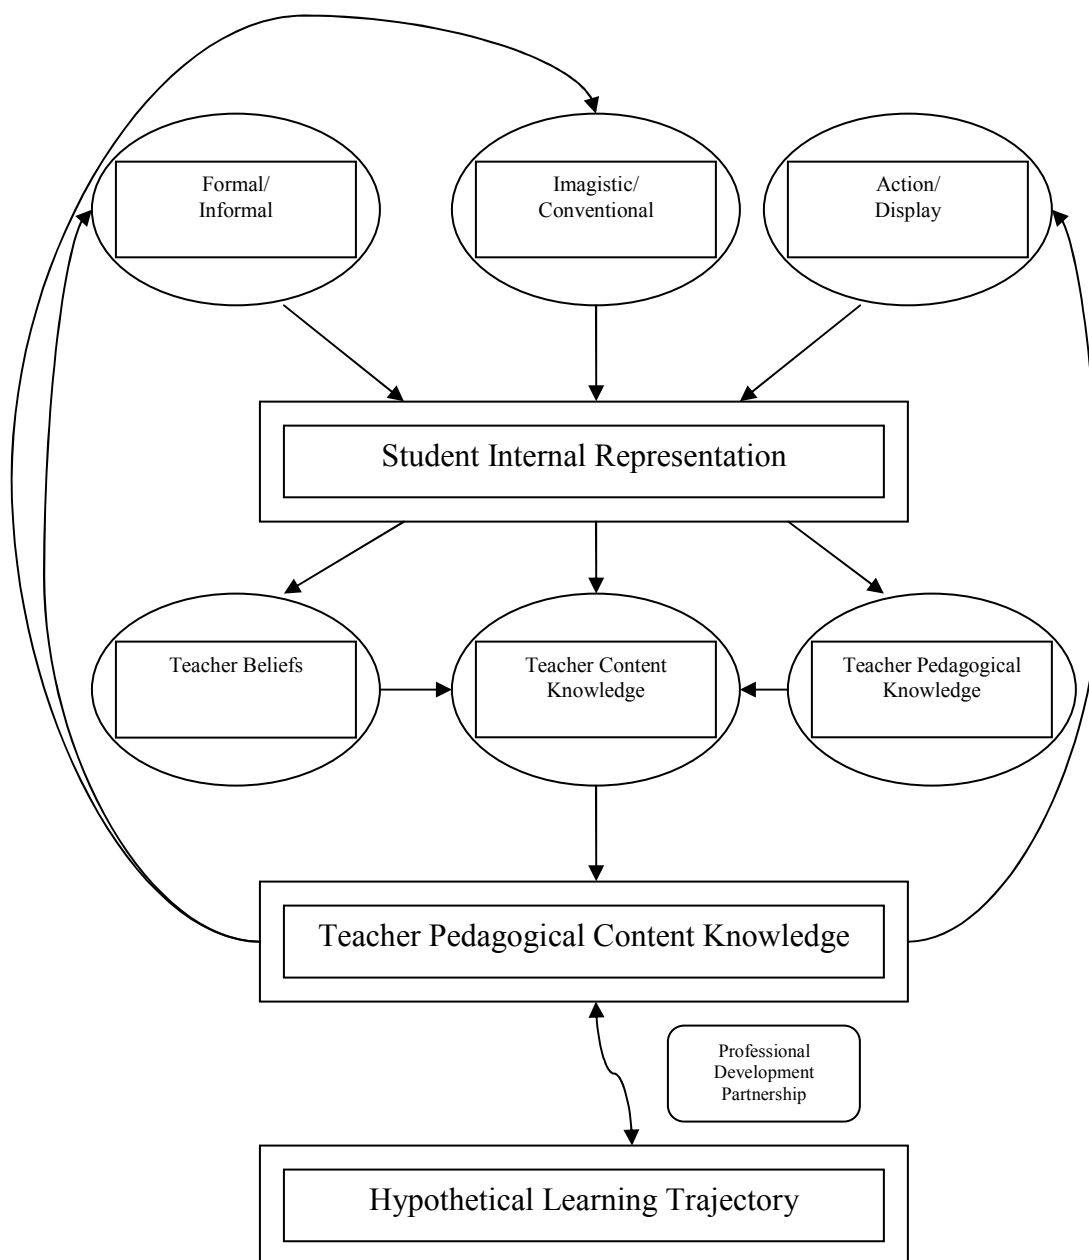 Formal/
Informal
Imagistic/
Conventional
Action/
Display
Student Internal Representation
Teacher Beliefs
Teacher Content
Knowledge
Teacher Pedagogical
Knowledge
Teacher Pedagogical Content Knowledge
Professional
Development
Partnership
Hypothetical Learning Trajectory